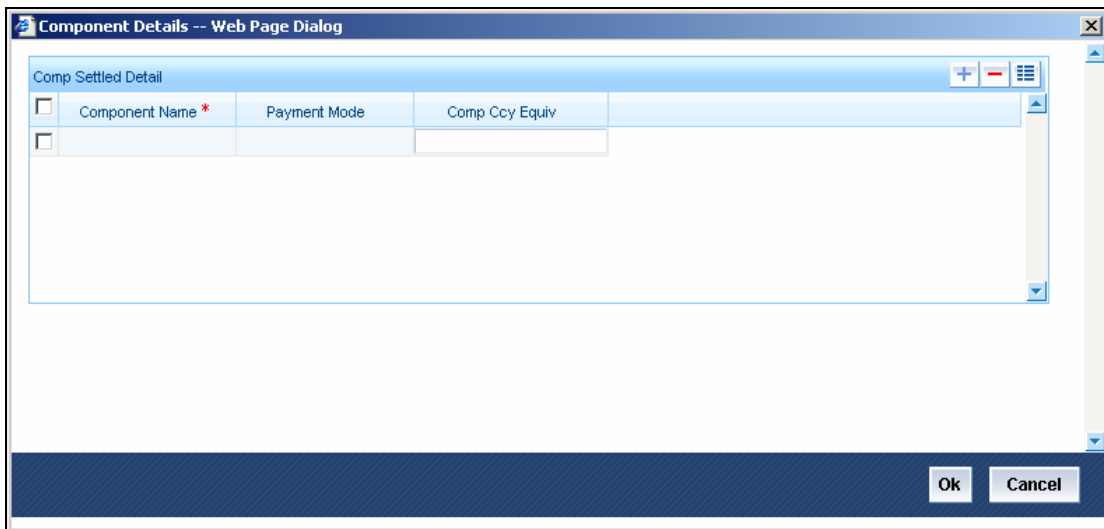 Component Details -- Web Page Dialog
Comp Settled Detail
Component Name * Payment Mode Comp Ccy Equiv
Ok Cancel